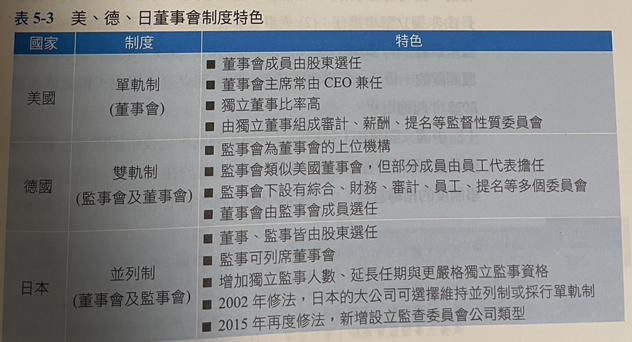 表 5-3 美、德、日董事會制度特色
國家 制度 特色
美國
單軌制
(董事會)
■ 董事會成員由股東選任
■ 董事會主席常由 CEO 兼任
■ 獨立董事比率高
■ 由獨立董事組成審計、薪酬、提名等監督性質委員會
德國
雙軌制
(監事會及董事會)
■ 監事會為董事會的上位機構
■ 監事會類似美國董事會，但部分成員由員工代表擔任
■ 監事會下設有綜合、財務、審計、員工、提名等多個委員會
■ 董事會由監事會成員選任
日本
並列制
(董事會及監事會)
■ 董事、監事皆由股東選任
■ 監事可列席董事會
■ 增加獨立監事人數、延長任期與更嚴格獨立監事資格
■ 2002 年修法，日本的大公司可選擇維持並列制或採行單軌制
■ 2015 年再度修法，新增設立監查委員會公司類型